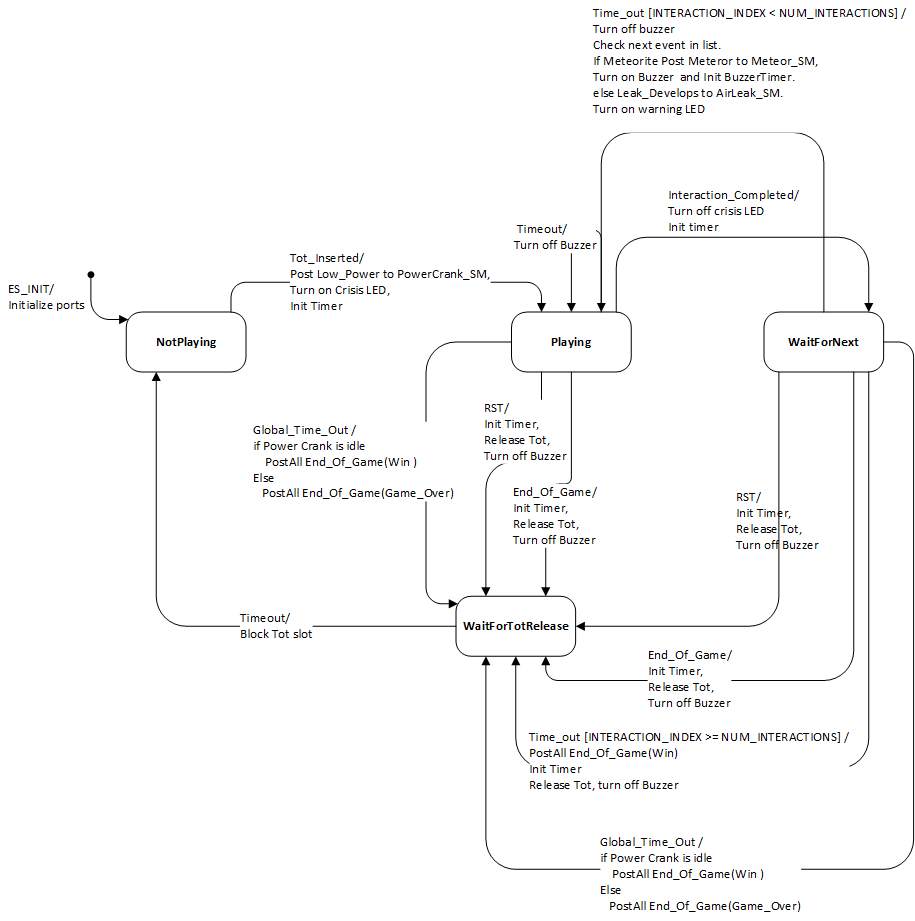 Time_out [INTERACTION_INDEX < NUM_INTERACTIONS] /
Turn off buzzer
Check next event in list.
If Meteorite Post Meteror to Meteor_SM,
Turn on Buzzer and Init BuzzerTimer.
else Leak_Develops to AirLeak_SM.
Turn on warning LED
Interaction_Completed/
Turn off crisis LED
Init timer
Timeout/
Turn off Buzzer
Tot_Inserted/
Post Low_Power to PowerCrank_SM,
Turn on Crisis LED,
Init Timer
ES_INIT/
Initialize ports
NotPlaying
Playing
WaitForNext
Global_Time_Out /
if Power Crank is idle
PostAll End_Of_Game(Win )
Else
PostAll End_Of_Game(Game_Over)
RST/
Init Timer,
Release Tot,
Turn off Buzzer
End_Of_Game/
Init Timer,
Release Tot,
Turn off Buzzer
RST/
Init Timer,
Release Tot,
Turn off Buzzer
Timeout/
Block Tot slot
WaitForTotRelease
End_Of_Game/
Init Timer,
Release Tot,
Turn off Buzzer
Time_out [INTERACTION_INDEX >= NUM_INTERACTIONS] /
PostAll End_Of_Game(Win)
Init Timer
Release Tot, turn off Buzzer
Global_Time_Out /
if Power Crank is idle
PostAll End_Of_Game(Win )
Else
PostAll End_Of_Game(Game_Over)